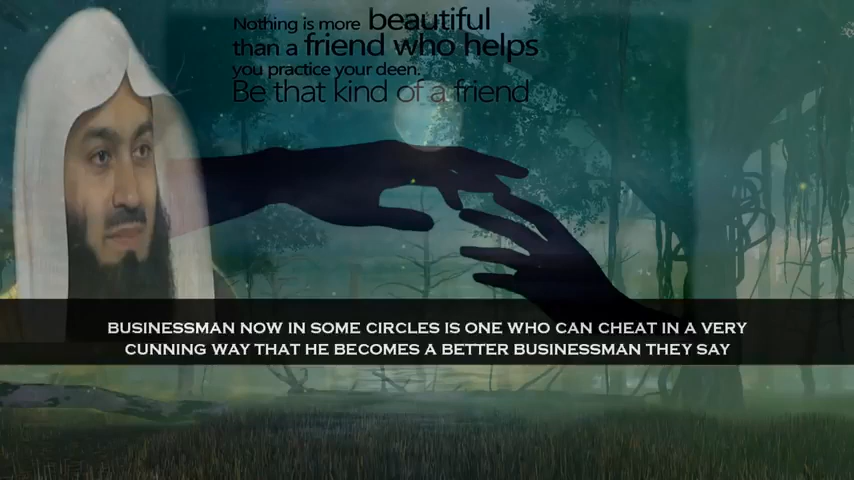 Nothing is more beautiful
than a friend who helps
you practice your deen.
Be that kind of a friend
BUSINESSMAN NOW IN SOME CIRCLES IS ONE WHO CAN CHEAT IN A VERY
CUNNING WAY THAT HE BECOMES A BETTER BUSINESSMAN THEY SAY